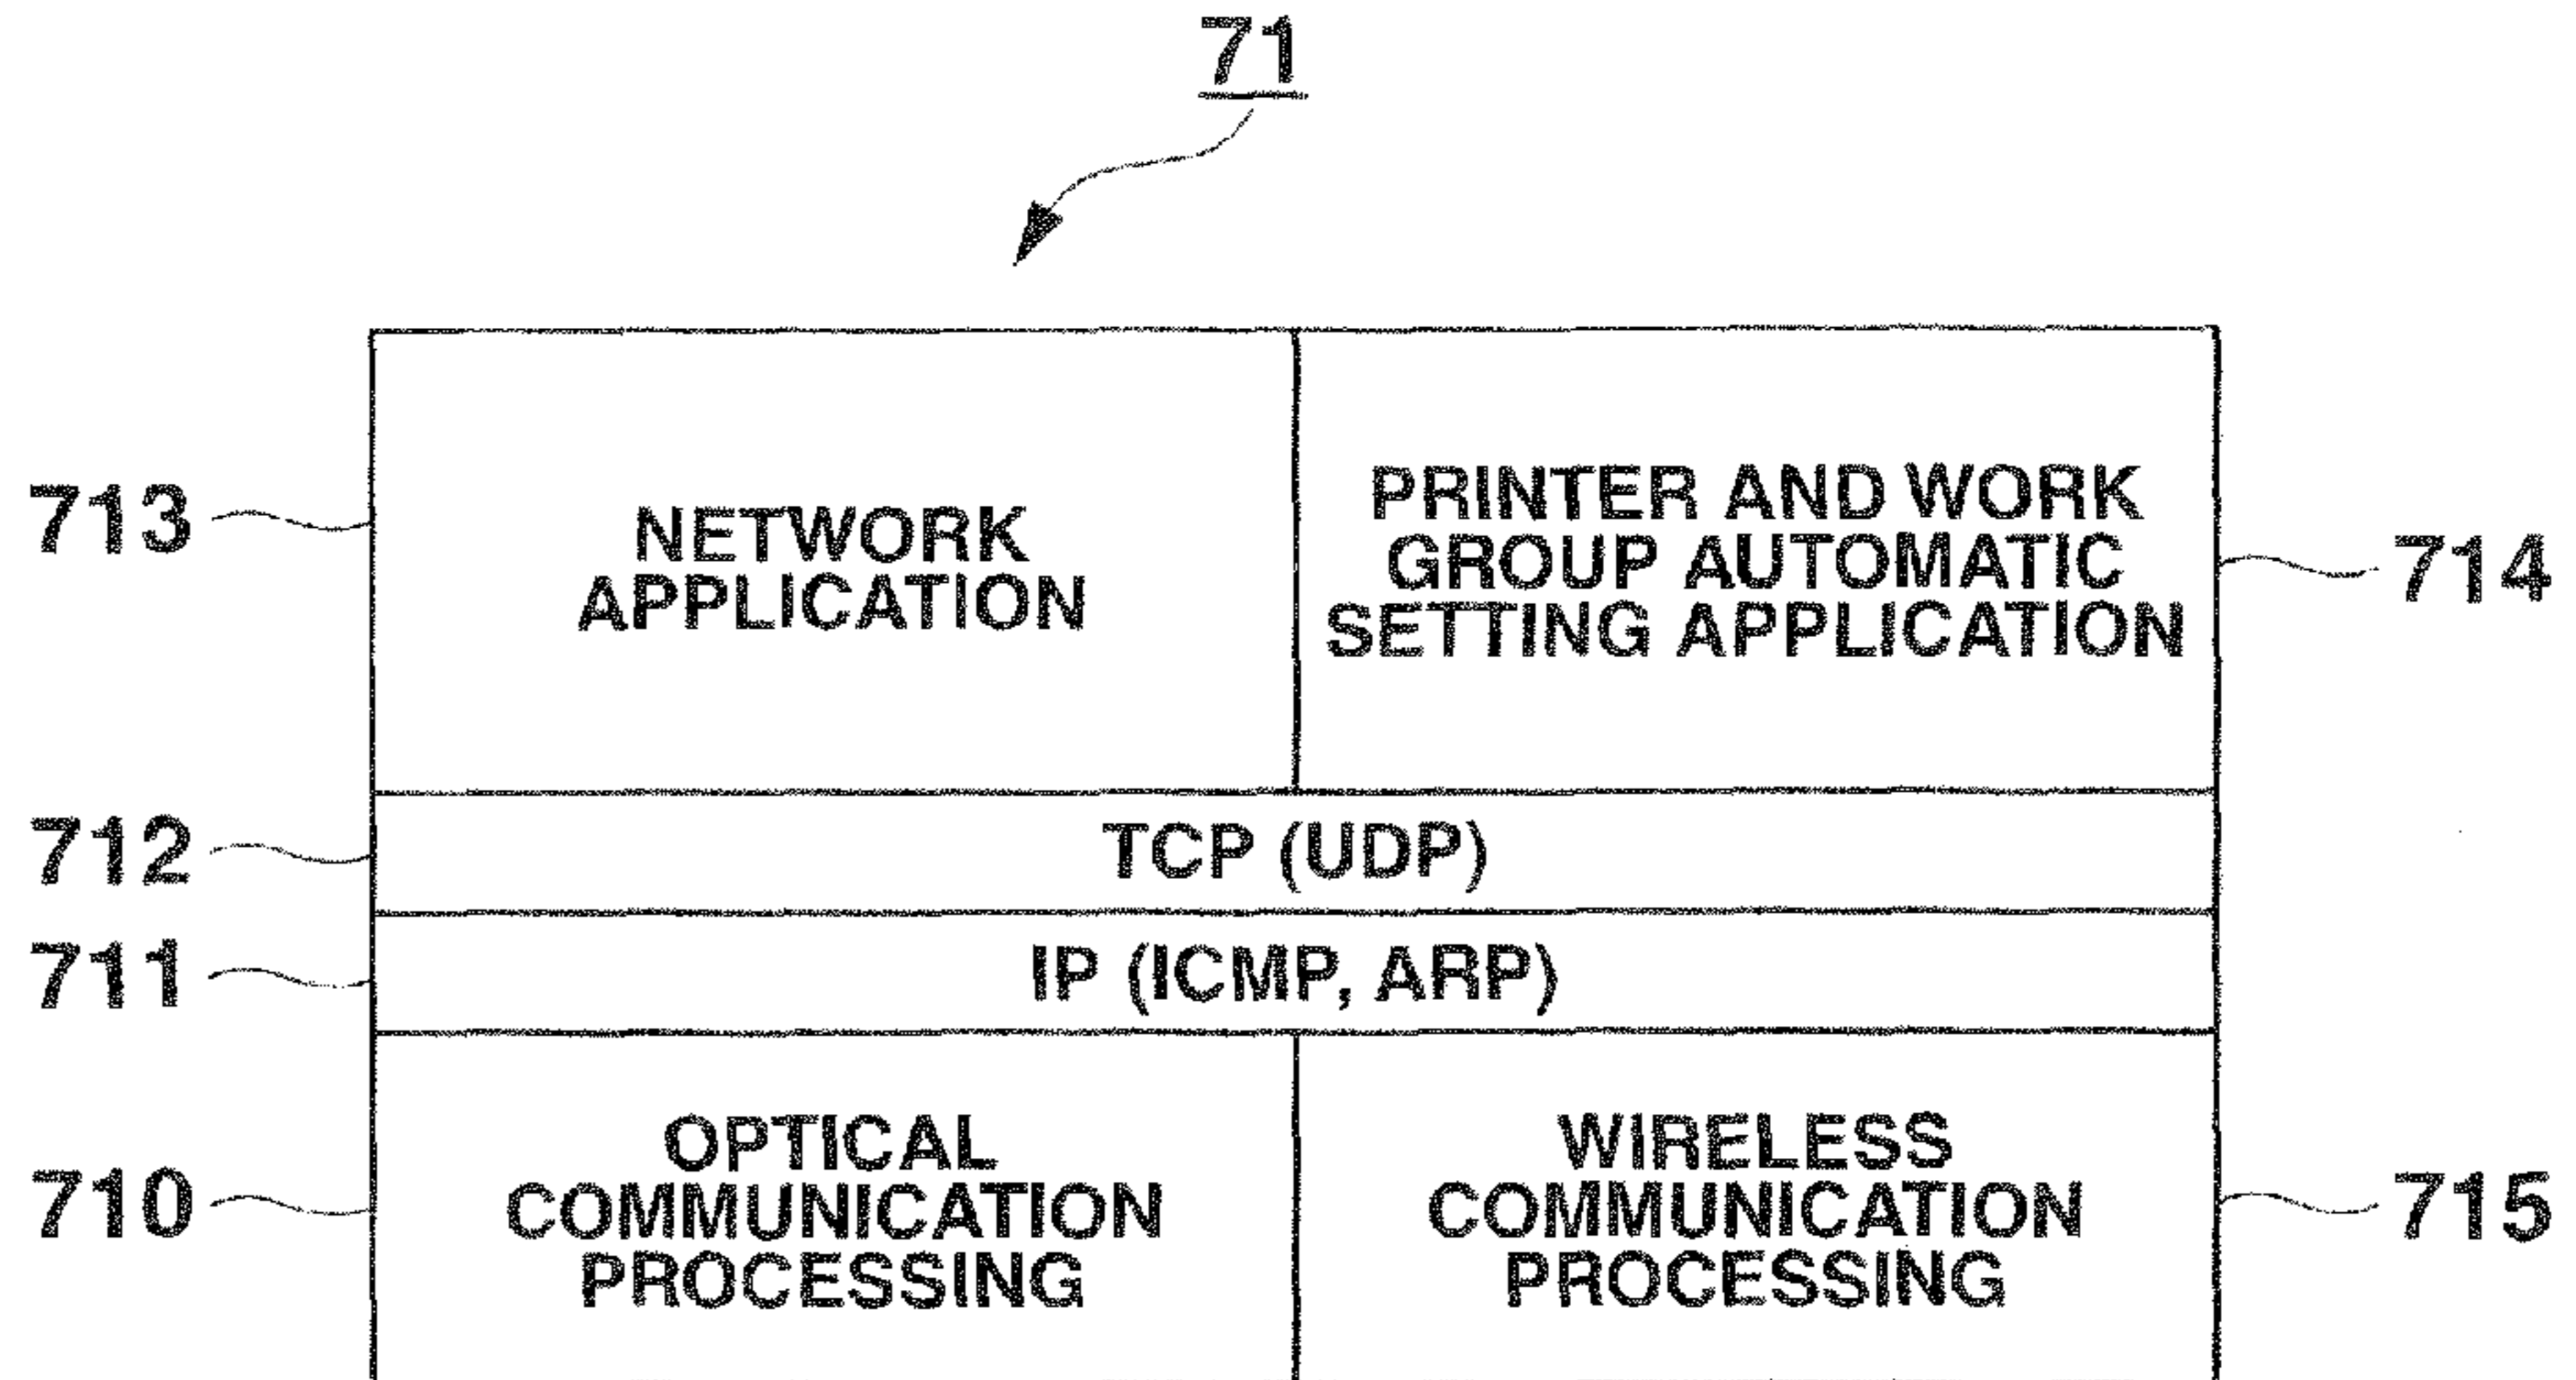 71
713
NETWORK
APPLICATION
PRINTER AND WORK
GROUP AUTOMATIC
SETTING APPLICATION
714
712
TCP (UDP)
711
IP (ICMP, ARP)
710
OPTICAL
COMMUNICATION
PROCESSING
WIRELESS
COMMUNICATION
PROCESSING
715